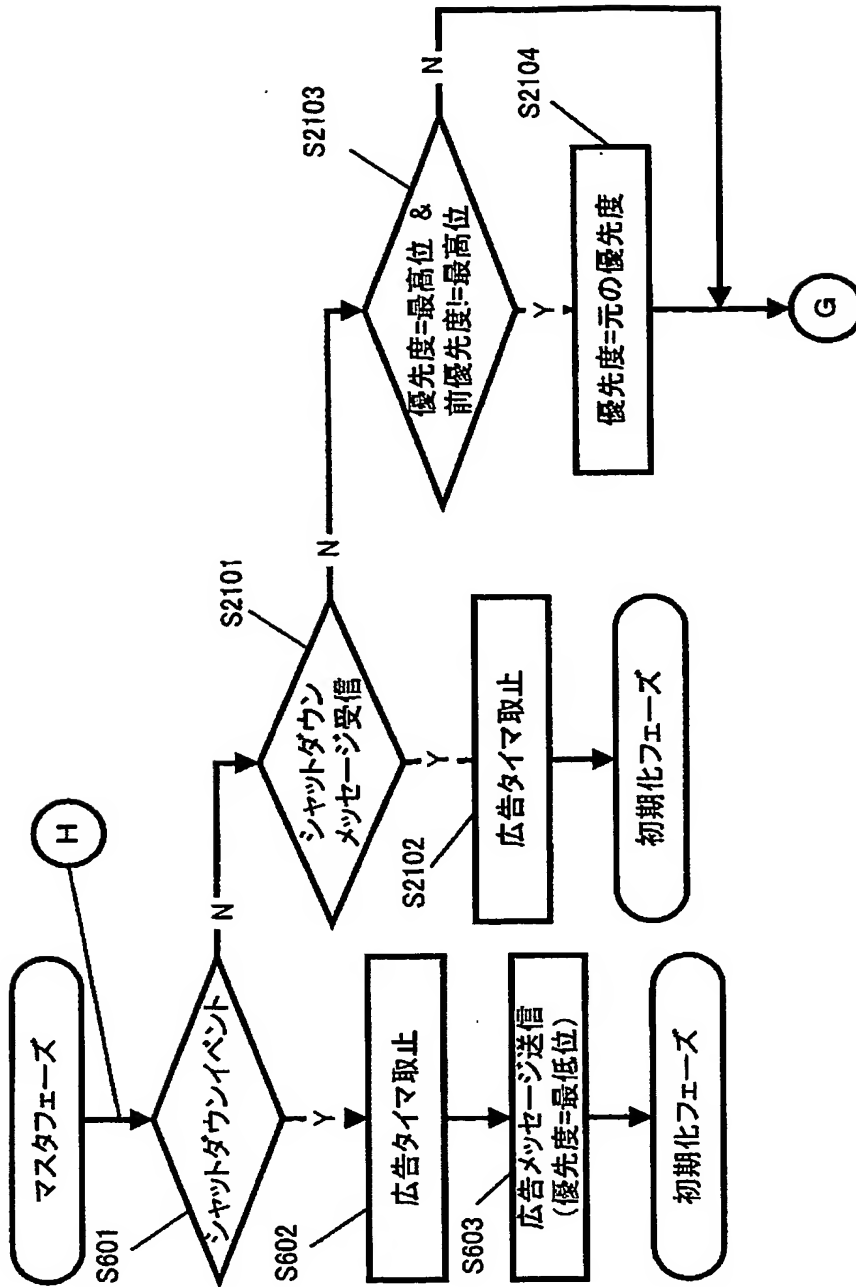 マスタフェーズ
H
S601
シャットダウンイベント
N
Y
S602
広告タイマ取止
S603
広告メッセージ送信
(優先度=最低位)
初期化フェーズ
S2101
シャットダウン
メッセージ受信
N
Y
S2102
広告タイマ取止
初期化フェーズ
S2103
優先度=最高位 &
前優先度!=最高位
N
Y
S2104
優先度=元の優先度
G